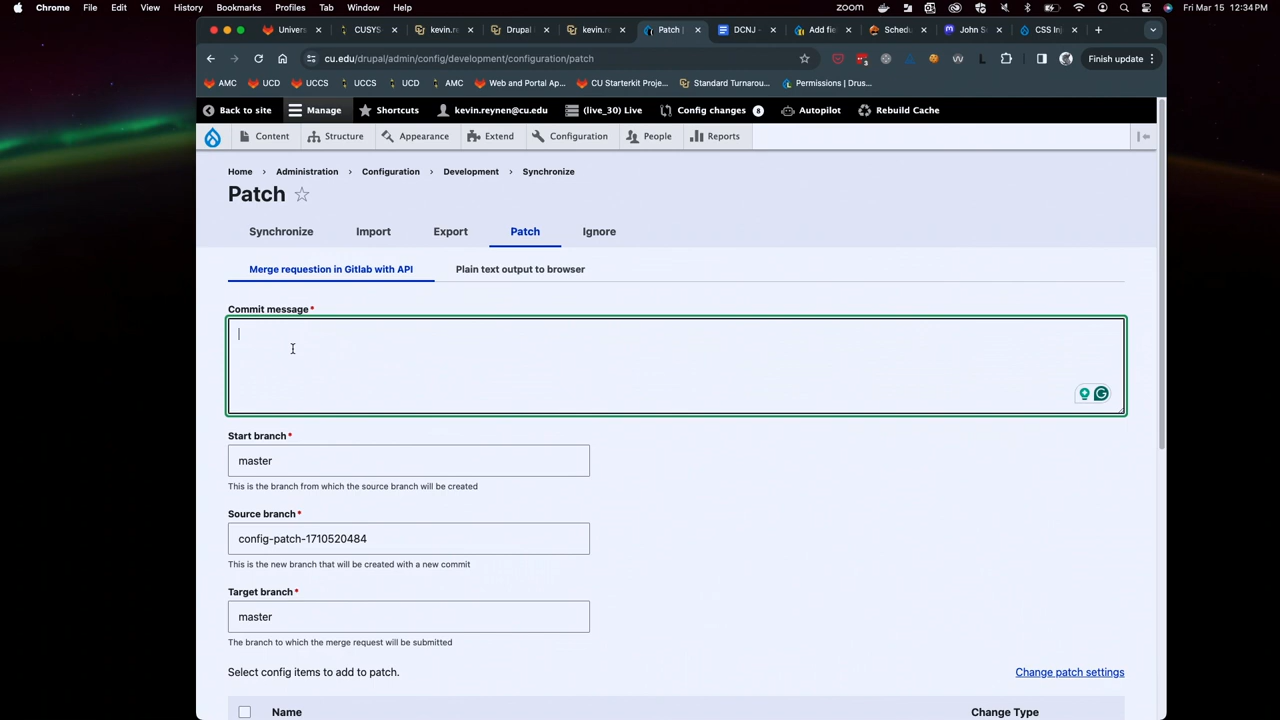 Chrome File Edit View History Bookmarks Profiles Tab Window Help ZOOM Fri Mar 15 12:34 PM
Univers CUSYS kevin.re Drupal kevin.re Patch | DCNJ - Add fie Schedu John S CSS Inj
cu.edu/drupal/admin/config/development/configuration/patch Finish update
AMC UCD UCCS UCCS UCD AMC Web and Portal Ap... CU Starterkit Proje... Standard Turnarou... Permissions | Drus...
Back to site Manage Shortcuts kevin.reynen@cu.edu (live_30) Live Config changes 8 Autopilot Rebuild Cache
Content Structure Appearance Extend Configuration People Reports
Home > Administration > Configuration > Development > Synchronize
Patch
Synchronize Import Export Patch Ignore
Merge requestion in Gitlab with API Plain text output to browser
Commit message*
Start branch*
master
This is the branch from which the source branch will be created
Source branch*
config-patch-1710520484
This is the new branch that will be created with a new commit
Target branch*
master
The branch to which the merge request will be submitted
Select config items to add to patch. Change patch settings
Name Change Type